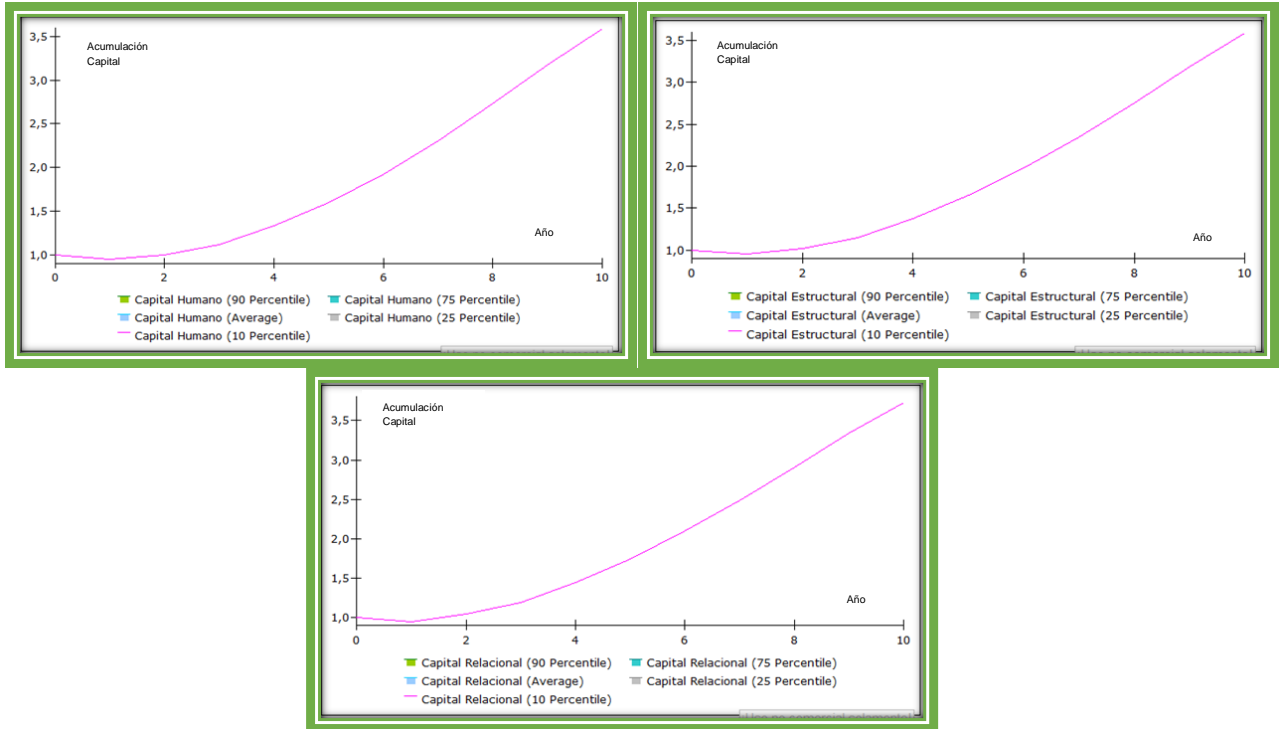 Acumulación
Capital
3,5
3,0
2,5
2,0
1,5
1,0
Año
0 2 4 6 8 10
Capital Humano (90 Percentile) Capital Humano (75 Percentile)
Capital Humano (Average) Capital Humano (25 Percentile)
Capital Humano (10 Percentile)
Acumulación
Capital
3,5
3,0
2,5
2,0
1,5
1,0
Año
0 2 4 6 8 10
Capital Estructural (90 Percentile) Capital Estructural (75 Percentile)
Capital Estructural (Average) Capital Estructural (25 Percentile)
Capital Estructural (10 Percentile)
Acumulación
Capital
3,5
3,0
2,5
2,0
1,5
1,0
Año
0 2 4 6 8 10
Capital Relacional (90 Percentile) Capital Relacional (75 Percentile)
Capital Relacional (Average) Capital Relacional (25 Percentile)
Capital Relacional (10 Percentile)